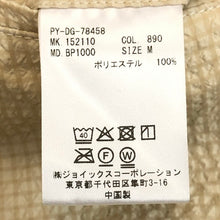 PY-DG-78458
MK. 152110 COL 890
MD. BP1000 SIZE M
ポリエステル 100%
40
㈱ジョイックスコーポレーション
東京都千代田区隼町3-16
中国製